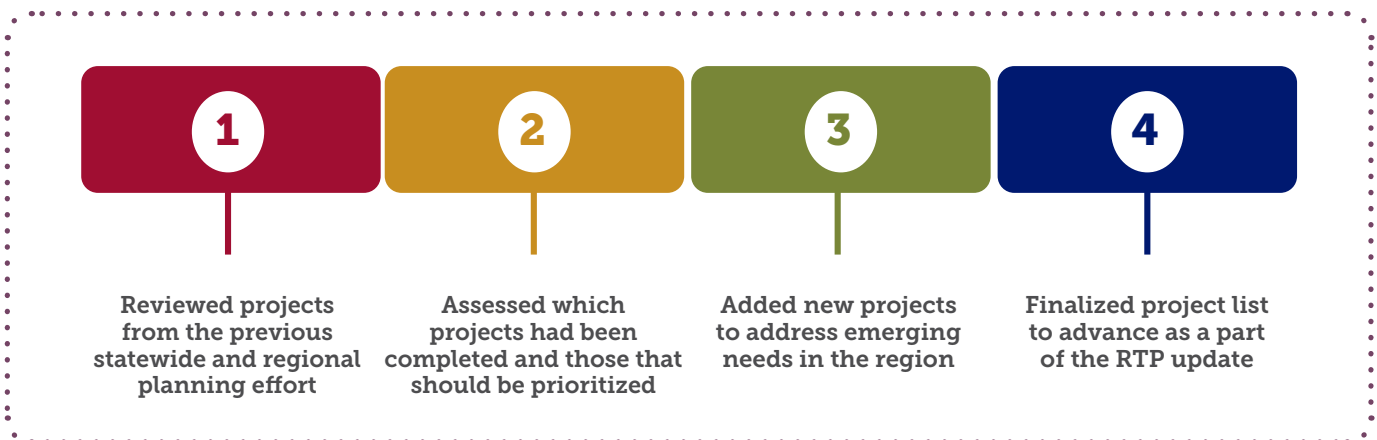 1
2
3
4
Reviewed projects
from the previous
statewide and regional
planning effort
Assessed which
projects had been
completed and those that
should be prioritized
Added new projects
to address emerging
needs in the region
Finalized project list
to advance as a part
of the RTP update